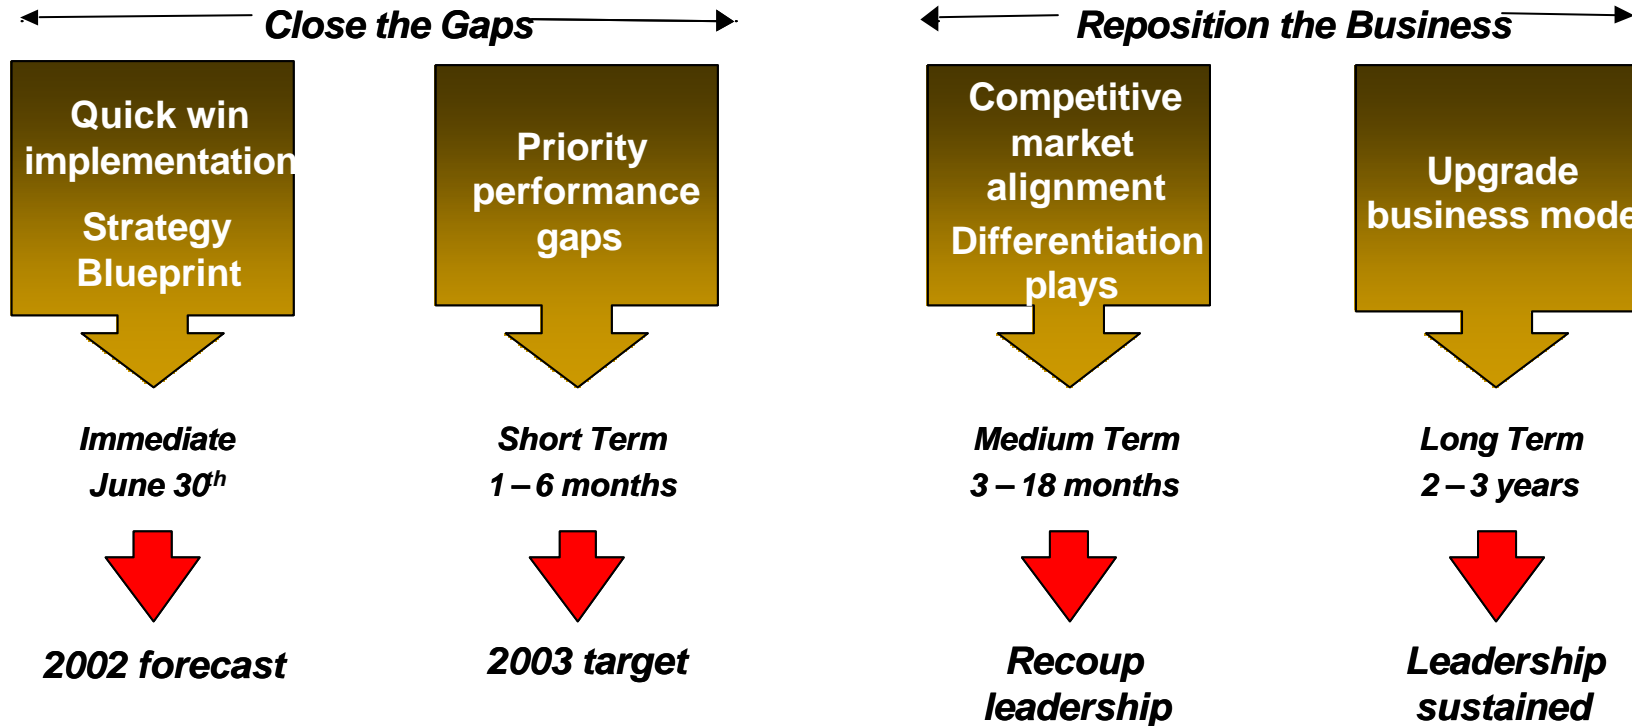 Close the Gaps
Reposition the Business
Quick win
implementation
Strategy
Blueprint
Priority
performance
gaps
Competitive
market
alignment
Differentiation
plays
Upgrade
business mode
Immediate
June 30th
Short Term
1 – 6 months
Medium Term
3 – 18 months
Long Term
2 – 3 years
2002 forecast
2003 target
Recoup
leadership
Leadership
sustained